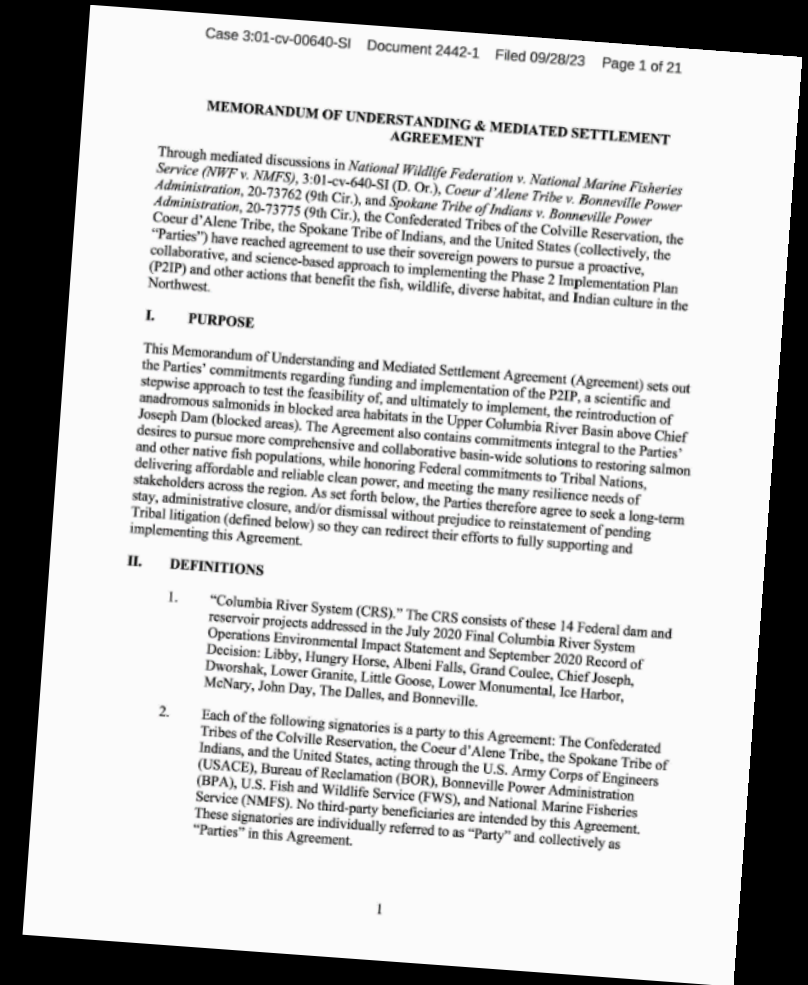 Case 3:01-cv-00640-SI Document 2442-1 Filed 09/28/23 Page 1 of 21
MEMORANDUM OF UNDERSTANDING & MEDIATED SETTLEMENT
AGREEMENT
Through mediated discussions in National Wildlife Federation v. National Marine Fisheries
Service (NWF v. NMFS), 3:01-cv-640-SI (D. Or.), Coeur d'Alene Tribe v. Bonneville Power
Administration, 20-73762 (9th Cir.), and Spokane Tribe of Indians v. Bonneville Power
Administration, 20-73775 (9th Cir.), the Confederated Tribes of the Colville Reservation, the
Coeur d'Alene Tribe, the Spokane Tribe of Indians, and the United States (collectively, the
“Parties”) have reached agreement to use their sovereign powers to pursue a proactive,
collaborative, and science-based approach to implementing the Phase 2 Implementation Plan
(P2IP) and other actions that benefit the fish, wildlife, diverse habitat, and Indian culture in the
Northwest.
I. PURPOSE
This Memorandum of Understanding and Mediated Settlement Agreement (Agreement) sets out
the Parties' commitments regarding funding and implementation of the P2IP, a scientific and
stepwise approach to test the feasibility of, and ultimately to implement, the reintroduction of
anadromous salmonids in blocked area habitats in the Upper Columbia River Basin above Chief
Joseph Dam (blocked areas). The Agreement also contains commitments integral to the Parties'
desires to pursue more comprehensive and collaborative basin-wide solutions to restoring salmon
and other native fish populations, while honoring Federal commitments to Tribal Nations,
delivering affordable and reliable clean power, and meeting the many resilience needs of
stakeholders across the region. As set forth below, the Parties therefore agree to seek a long-term
stay, administrative closure, and/or dismissal without prejudice to reinstatement of pending
Tribal litigation (defined below) so they can redirect their efforts to fully supporting and
implementing this Agreement.
II. DEFINITIONS
1. “Columbia River System (CRS).” The CRS consists of these 14 Federal dam and
reservoir projects addressed in the July 2020 Final Columbia River System
Operations Environmental Impact Statement and September 2020 Record of
Decision: Libby, Hungry Horse, Albeni Falls, Grand Coulee, Chief Joseph,
Dworshak, Lower Granite, Little Goose, Lower Monumental, Ice Harbor,
McNary, John Day, The Dalles, and Bonneville.
2. Each of the following signatories is a party to this Agreement: The Confederated
Tribes of the Colville Reservation, the Coeur d'Alene Tribe, the Spokane Tribe of
Indians, and the United States, acting through the U.S. Army Corps of Engineers
(USACE), Bureau of Reclamation (BOR), Bonneville Power Administration
(BPA), U.S. Fish and Wildlife Service (FWS), and National Marine Fisheries
Service (NMFS). No third-party beneficiaries are intended by this Agreement.
These signatories are individually referred to as “Party” and collectively as
“Parties” in this Agreement.
1